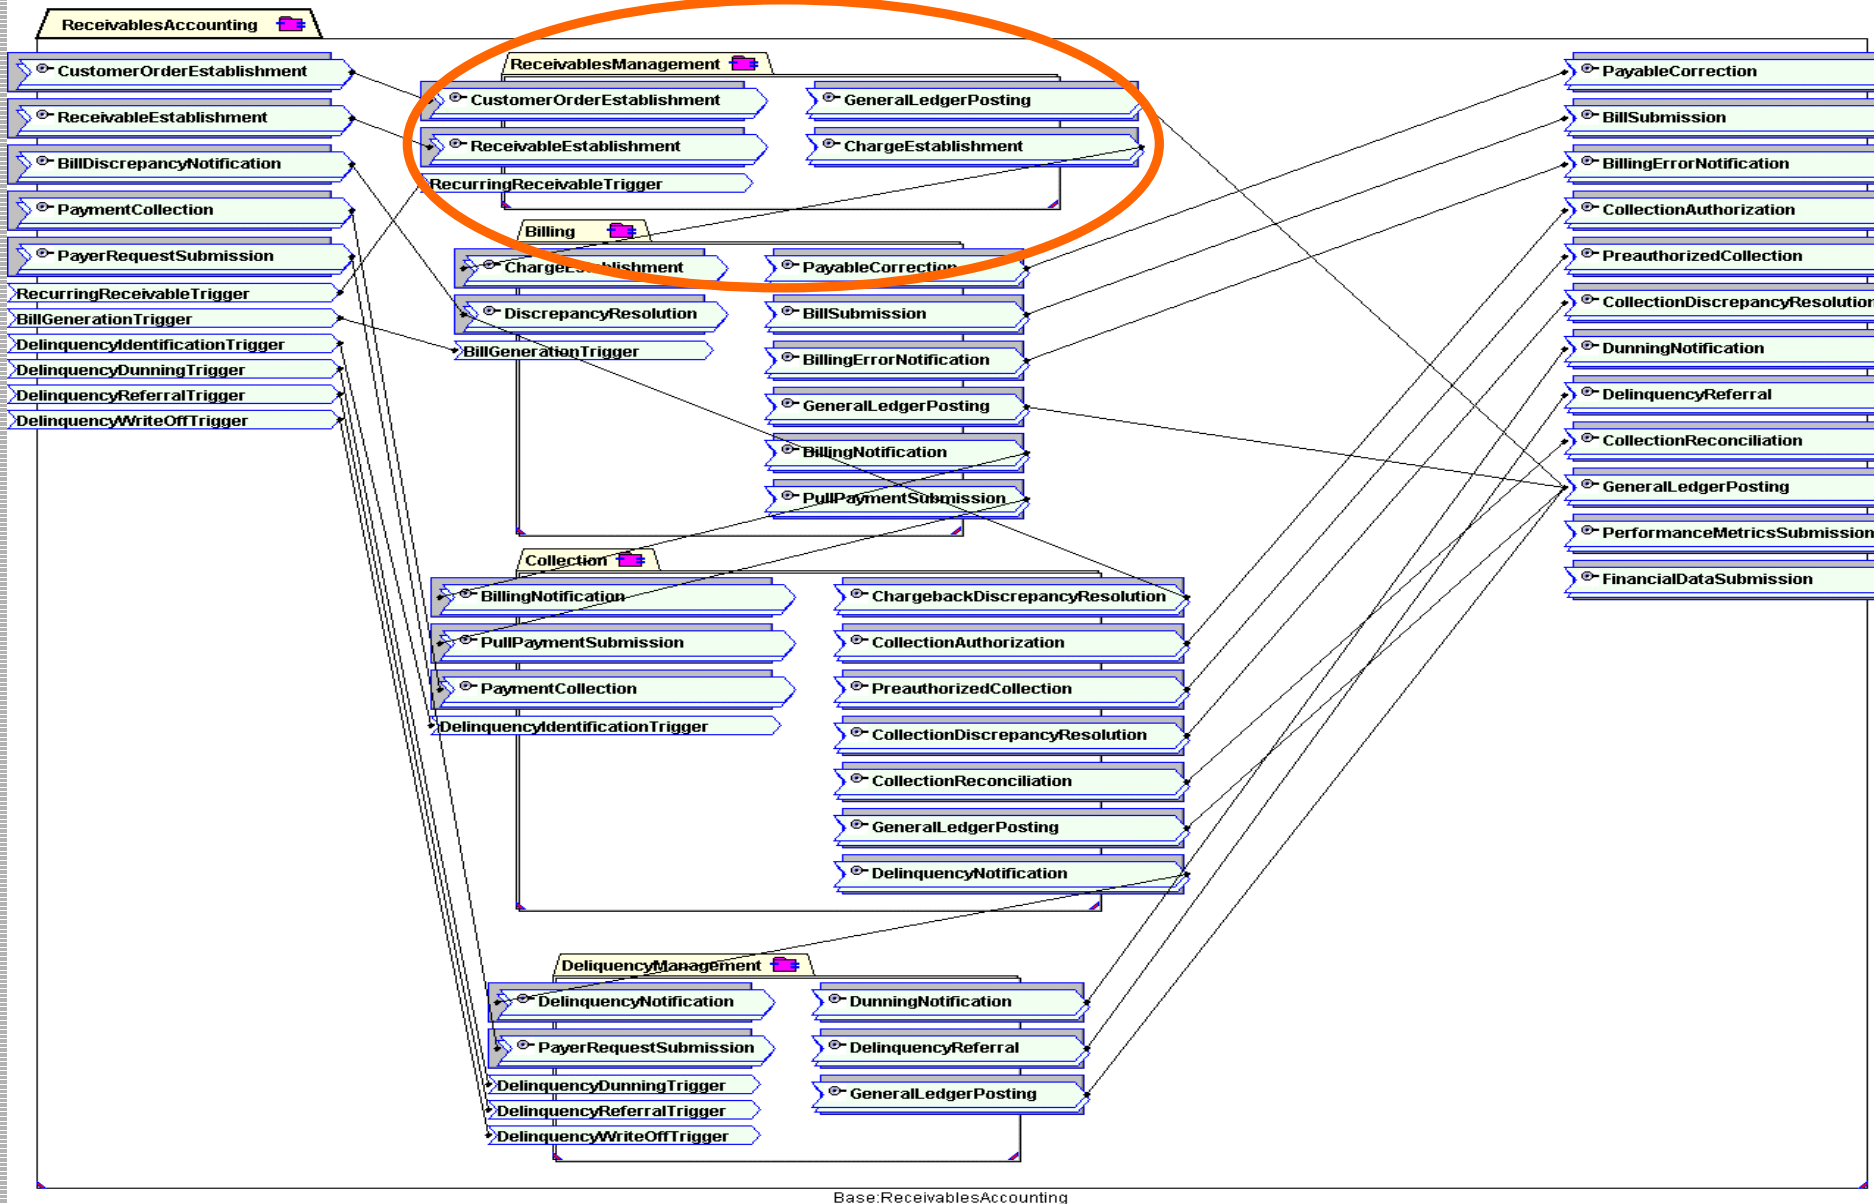 ReceivablesAccounting
CustomerOrderEstablishment
ReceivableEstablishment
BillDiscrepancyNotification
PaymentCollection
PayerRequestSubmission
RecurringReceivableTrigger
BillGenerationTrigger
DelinquencyIdentificationTrigger
DelinquencyDunningTrigger
DelinquencyReferralTrigger
DelinquencyWriteOffTrigger
ReceivablesManagement
CustomerOrderEstablishment
ReceivableEstablishment
RecurringReceivableTrigger
GeneralLedgerPosting
ChargeEstablishment
Billing
ChargeEstablishment
DiscrepancyResolution
BillGenerationTrigger
PayableCorrection
BillSubmission
BillingErrorNotification
GeneralLedgerPosting
BillingNotification
PullPaymentSubmission
Collection
BillingNotification
PullPaymentSubmission
PaymentCollection
DelinquencyIdentificationTrigger
ChargebackDiscrepancyResolution
CollectionAuthorization
PreauthorizedCollection
CollectionDiscrepancyResolution
CollectionReconciliation
GeneralLedgerPosting
DelinquencyNotification
DeliquencyManagement
DelinquencyNotification
PayerRequestSubmission
DelinquencyDunningTrigger
DelinquencyReferralTrigger
DelinquencyWriteOffTrigger
DunningNotification
DelinquencyReferral
GeneralLedgerPosting
PayableCorrection
BillSubmission
BillingErrorNotification
CollectionAuthorization
PreauthorizedCollection
CollectionDiscrepancyResolution
DunningNotification
DelinquencyReferral
CollectionReconciliation
GeneralLedgerPosting
PerformanceMetricsSubmission
FinancialDataSubmission
Base:ReceivablesAccounting